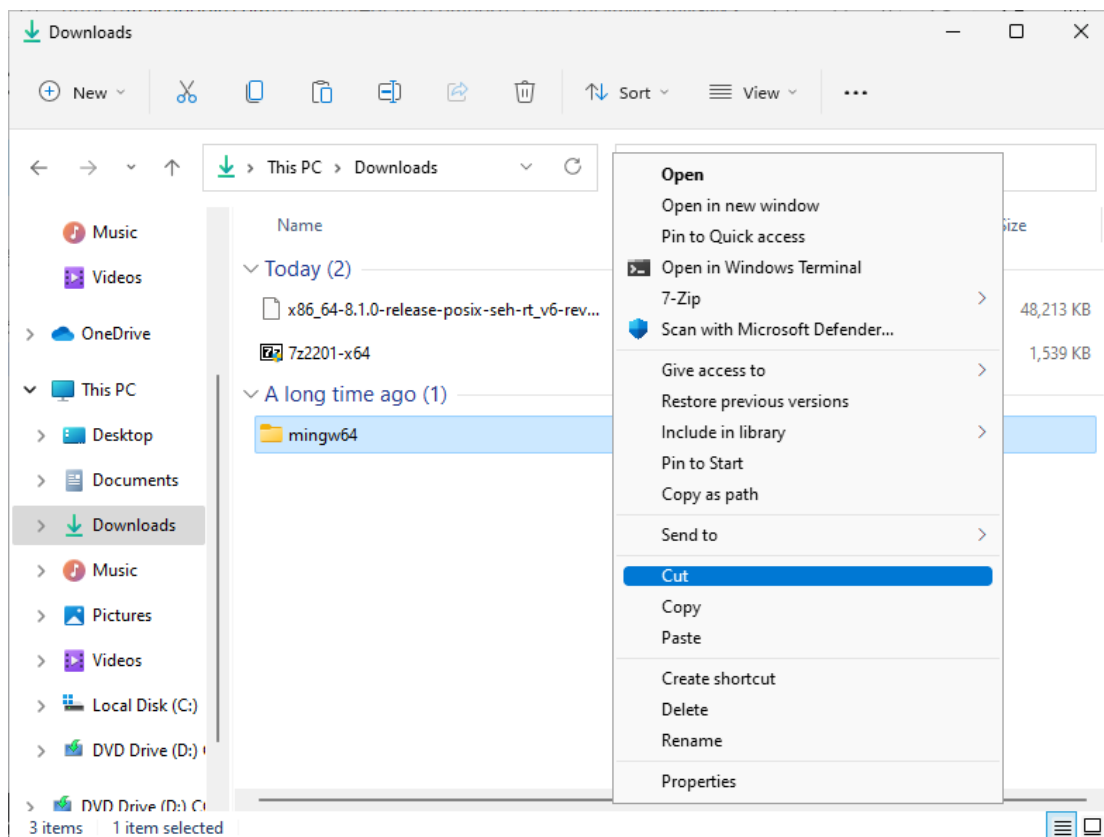 Downloads
New
Sort
View
This PC
Downloads
Music
Videos
OneDrive
This PC
Desktop
Documents
Downloads
Music
Pictures
Videos
Local Disk (C:)
DVD Drive (D:)
DVD Drive (D:)
Name
Today (2)
x86_64-8.1.0-release-posix-seh-rt_v6-rev...
48,213 KB
7z2201-x64
1,539 KB
A long time ago (1)
mingw64
Open
Open in new window
Pin to Quick access
Open in Windows Terminal
7-Zip
Scan with Microsoft Defender...
Give access to
Restore previous versions
Include in library
Pin to Start
Copy as path
Send to
Cut
Copy
Paste
Create shortcut
Delete
Rename
Properties
3 items
1 item selected